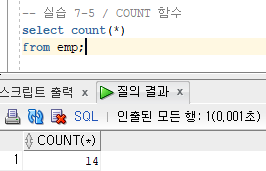 -- 실습 7-5 / COUNT 함수
select count(*)
from emp;
스크립트 출력 x 질의 결과 x
SQL | 인출된 모든 행: 1(0,001초)
COUNT(*)
1 14